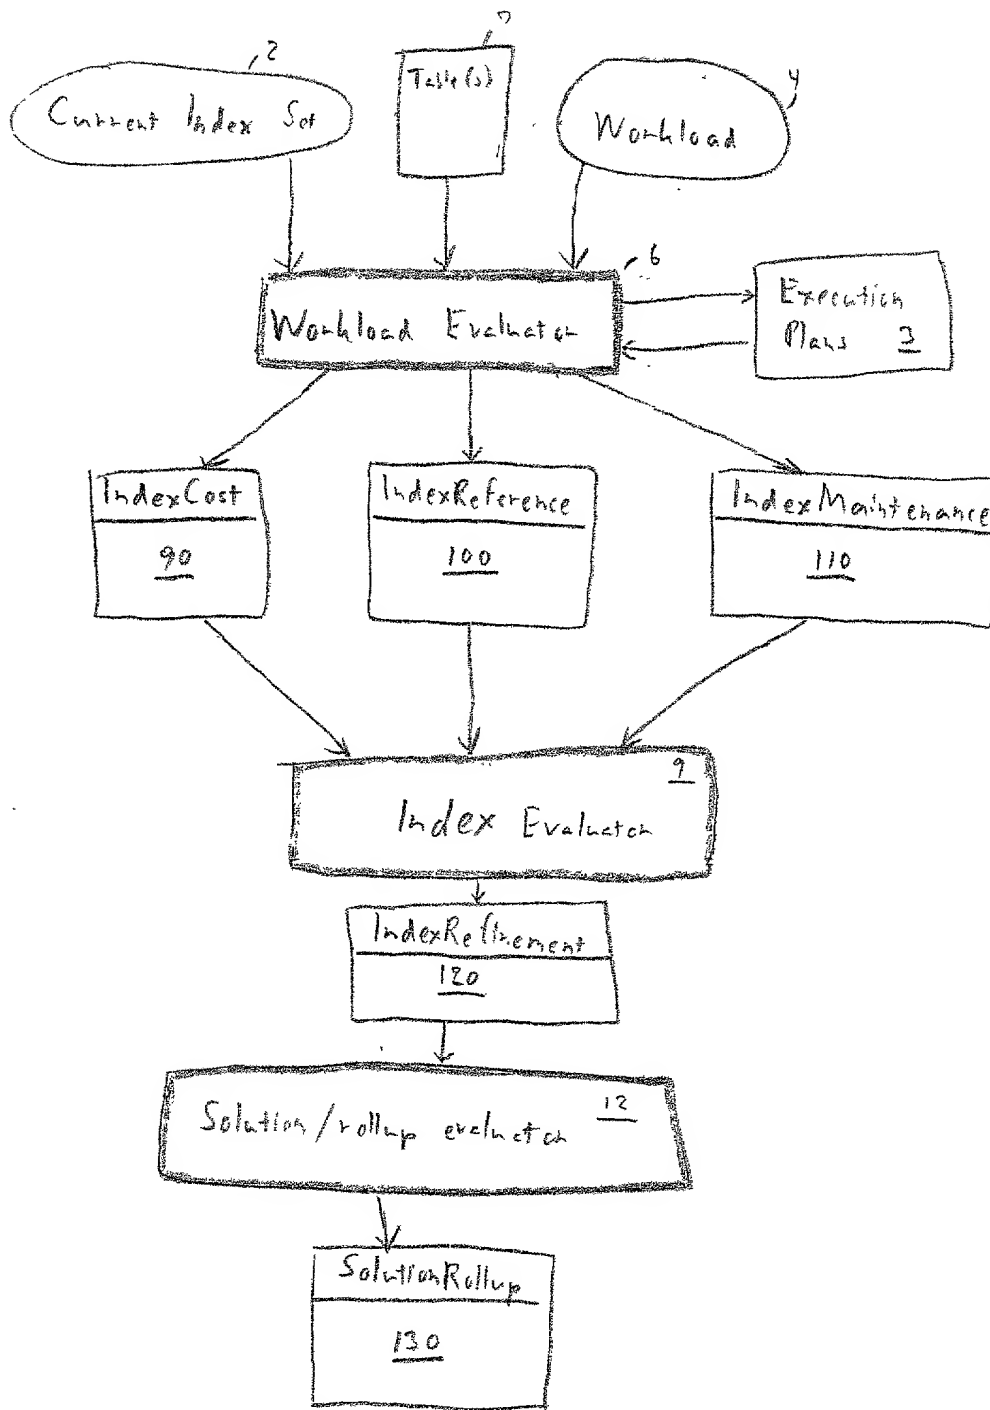 2
Current Index Set
Table(s)
4
Workload
6
Workload Evaluator
Execution
Plans 3
IndexCost
90
IndexReference
100
IndexMaintenance
110
9
Index Evaluator
IndexRefinement
120
12
Solution/rollup evaluator
SolutionRollup
130